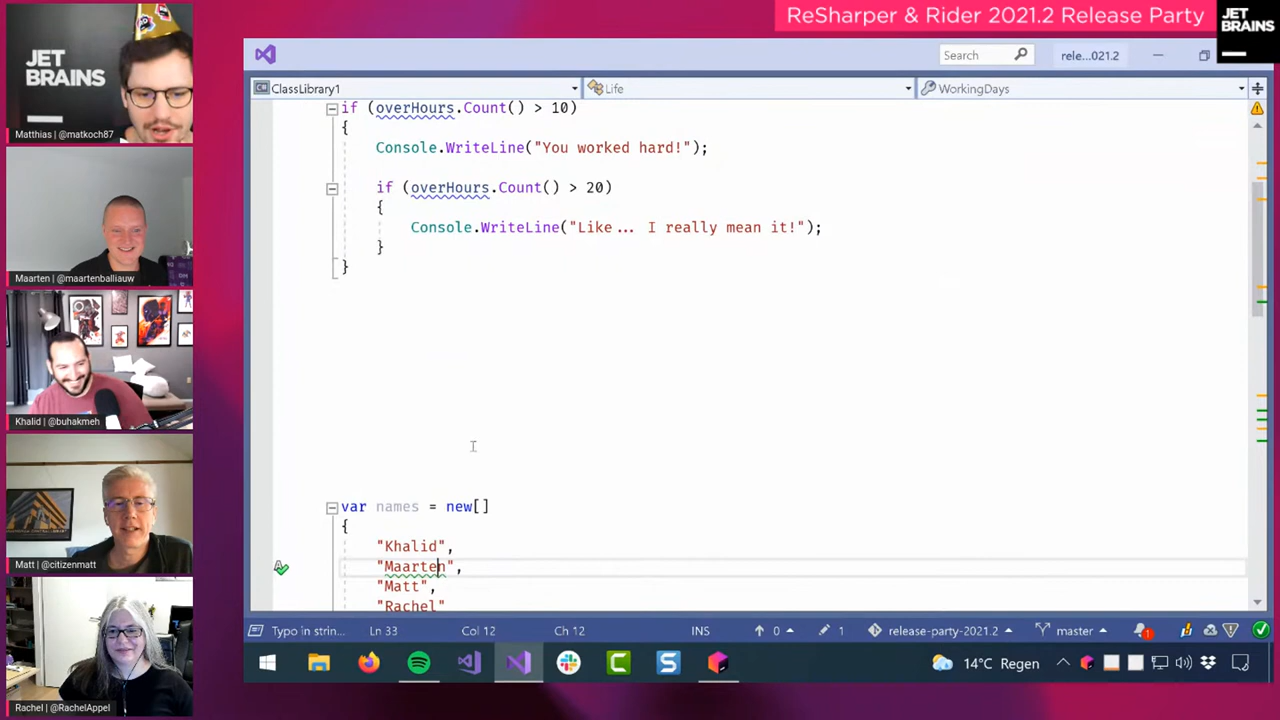 ReSharper & Rider 2021.2 Release Party
JET
BRAINS
JET
BRAINS
Matthias | @matkoch87
Maarten | @maartenballiauw
Khalid | @buhakmeh
Matt | @citizenmatt
Rachel | @RachelAppel
Search
rele...021.2
ClassLibrary1
Life
WorkingDays
if (overHours.Count() > 10)
{
Console.WriteLine("You worked hard!");
if (overHours.Count() > 20)
{
Console.WriteLine("Like... I really mean it!");
}
}
var names = new[]
{
"Khalid",
"Maarten",
"Matt",
"Rachel"
Typo in strin...
Ln 33
Col 12
Ch 12
INS
0
1
release-party-2021.2
master
1
14°C Regen